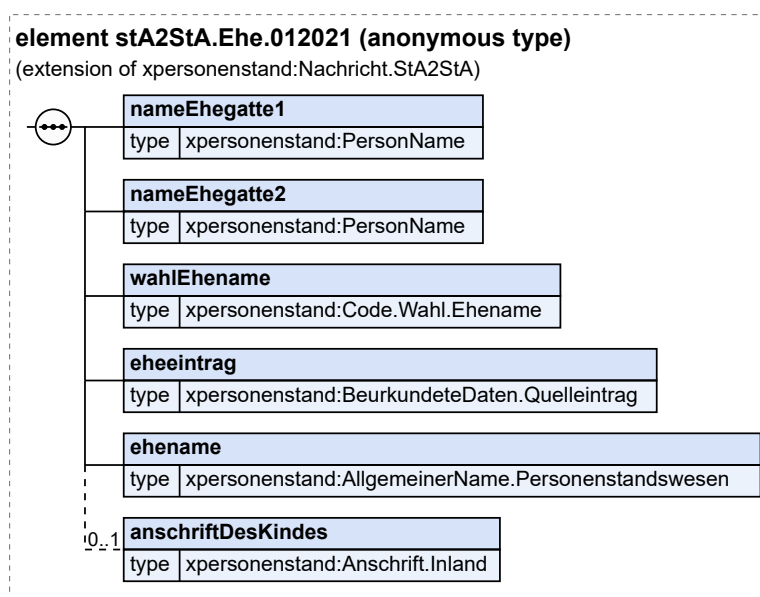 element stA2StA.Ehe.012021 (anonymous type)
(extension of xpersonenstand:Nachricht.StA2StA)
nameEhegatte1
type xpersonenstand:PersonName
nameEhegatte2
type xpersonenstand:PersonName
wahlEhename
type xpersonenstand:Code.Wahl.Ehename
eheeintrag
type xpersonenstand:BeurkundeteDaten.Quelleintrag
ehename
type xpersonenstand:AllgemeinerName.Personenstandswesen
0..1 anschriftDesKindes
type xpersonenstand:Anschrift.Inland